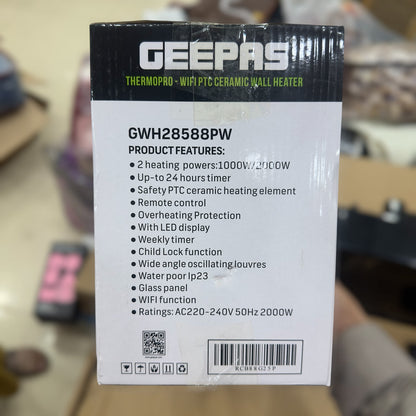 GEEPAS
THERMOPRO - WIFI PTC CERAMIC WALL HEATER
GWH28588PW
PRODUCT FEATURES:
• 2 heating powers:1000W/2000W
• Up-to 24 hours timer
• Safety PTC ceramic heating element
• Remote control
• Overheating Protection
• With LED display
• Weekly timer
• Child Lock function
• Wide angle oscillating louvres
• Water poor Ip23
• Glass panel
• WIFI function
• Ratings: AC220-240V 50Hz 2000W